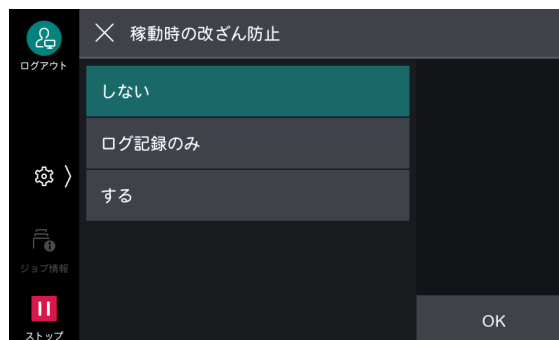 稼動時の改ざん防止
ログアウト
しない
ログ記録のみ
する
ジョブ情報
OK
ストップ